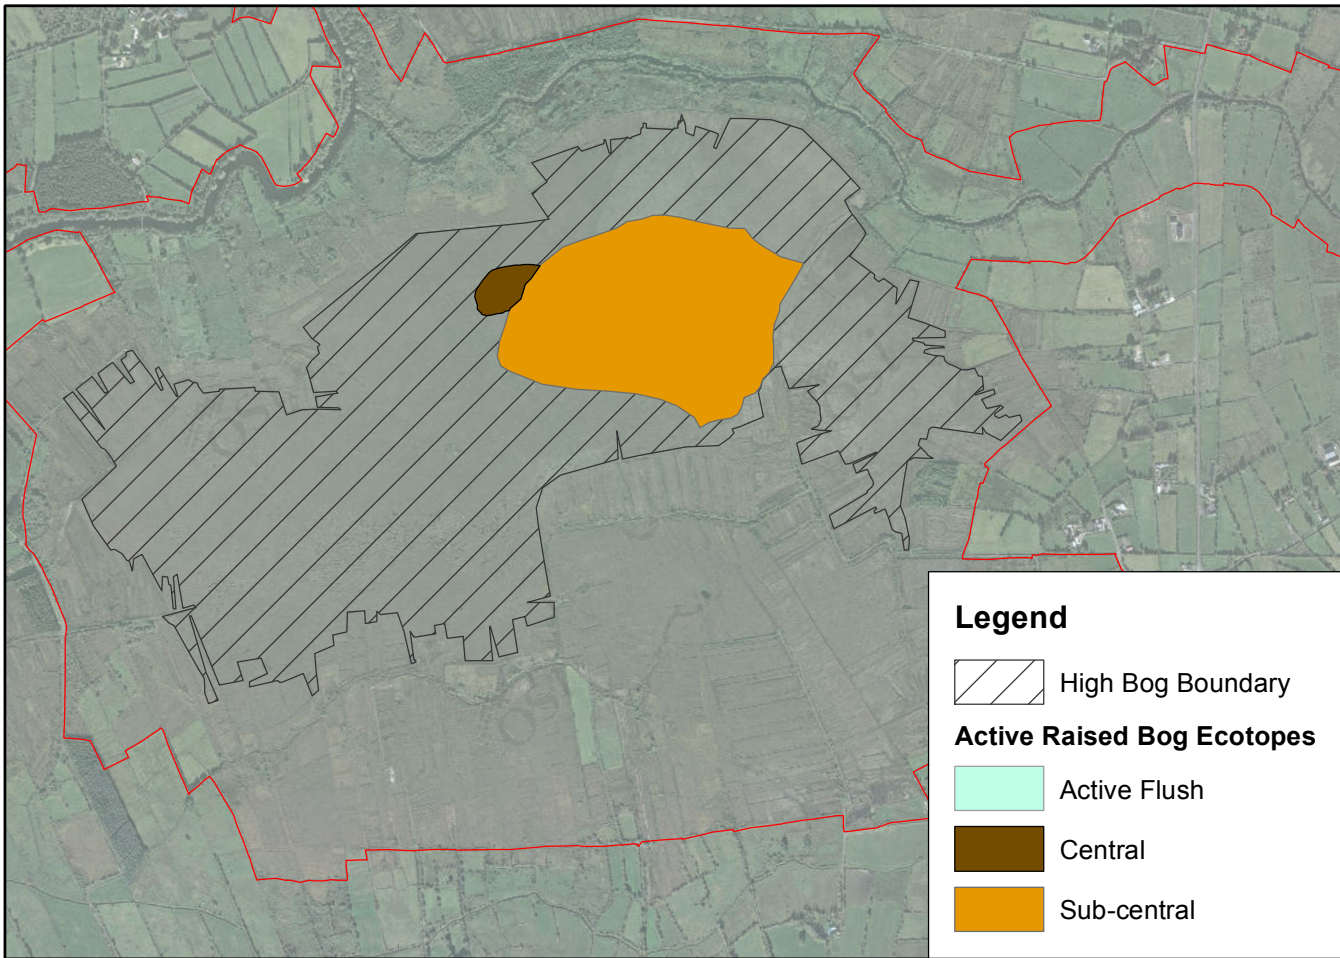 Legend
High Bog Boundary
Active Raised Bog Ecotopes
Active Flush
Central
Sub-central